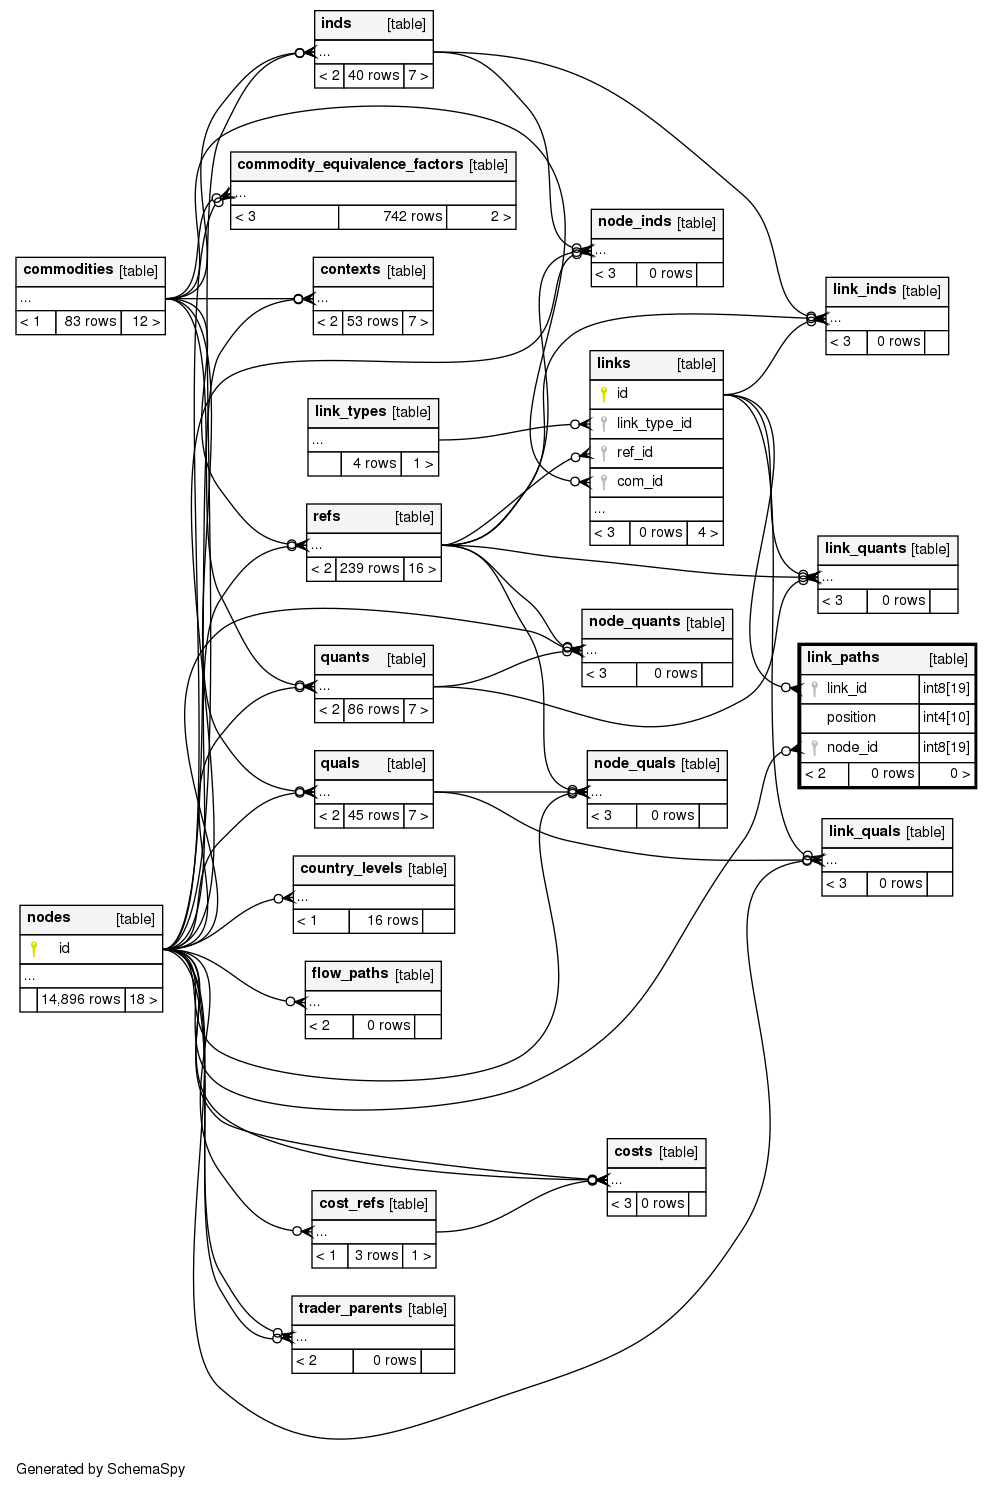 inds [table]
...
< 2 40 rows 7 >
commodity_equivalence_factors [table]
...
< 3 742 rows 2 >
node_inds [table]
...
< 3 0 rows
commodities [table]
...
< 1 83 rows 12 >
contexts [table]
...
< 2 53 rows 7 >
link_inds [table]
...
< 3 0 rows
links [table]
id
link_type_id
ref_id
com_id
...
< 3 0 rows 4 >
link_types [table]
...
4 rows 1 >
refs [table]
...
< 2 239 rows 16 >
link_quants [table]
...
< 3 0 rows
node_quants [table]
...
< 3 0 rows
quants [table]
...
< 2 86 rows 7 >
link_paths [table]
link_id int8[19]
position int4[10]
node_id int8[19]
< 2 0 rows 0 >
quals [table]
...
< 2 45 rows 7 >
node_quals [table]
...
< 3 0 rows
link_quals [table]
...
< 3 0 rows
country_levels [table]
...
< 1 16 rows
nodes [table]
id
...
14,896 rows 18 >
flow_paths [table]
...
< 2 0 rows
costs [table]
...
< 3 0 rows
cost_refs [table]
...
< 1 3 rows 1 >
trader_parents [table]
...
< 2 0 rows
Generated by SchemaSpy